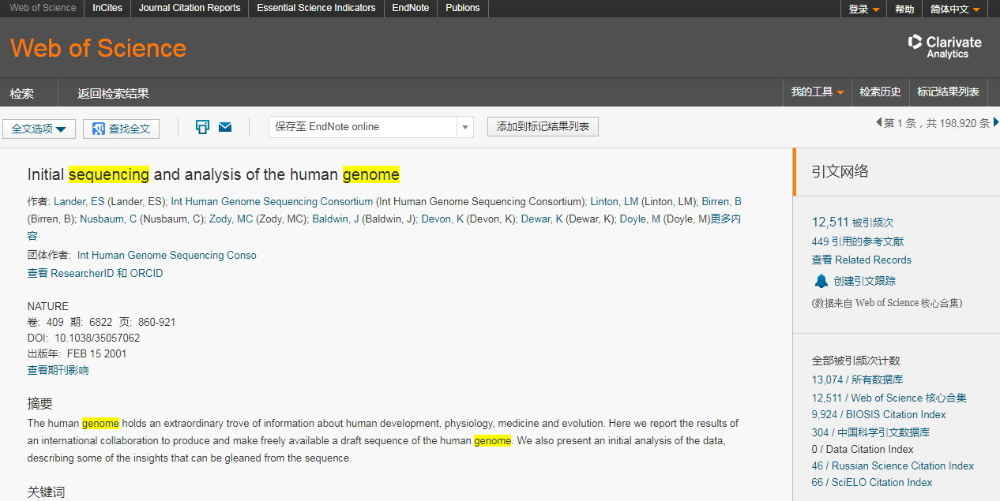 Web of Science InCites Journal Citation Reports Essential Science Indicators EndNote Publons 登录 帮助 简体中文
Web of Science
Clarivate
Analytics
检索 返回检索结果 我的工具 检索历史 标记结果列表
全文选项 查找全文 保存至 EndNote online 添加到标记结果列表 第 1 条，共 198,920 条
Initial sequencing and analysis of the human genome
作者: Lander, ES (Lander, ES); Int Human Genome Sequencing Consortium (Int Human Genome Sequencing Consortium); Linton, LM (Linton, LM); Birren, B
(Birren, B); Nusbaum, C (Nusbaum, C); Zody, MC (Zody, MC); Baldwin, J (Baldwin, J); Devon, K (Devon, K); Dewar, K (Dewar, K); Doyle, M (Doyle, M)更多内
容
团体作者: Int Human Genome Sequencing Conso
查看 ResearcherID 和 ORCID
NATURE
卷: 409 期: 6822 页: 860-921
DOI: 10.1038/35057062
出版年: FEB 15 2001
查看期刊影响
摘要
The human genome holds an extraordinary trove of information about human development, physiology, medicine and evolution. Here we report the results of
an international collaboration to produce and make freely available a draft sequence of the human genome. We also present an initial analysis of the data,
describing some of the insights that can be gleaned from the sequence.
关键词
引文网络
12,511 被引频次
449 引用的参考文献
查看 Related Records
创建引文跟踪
(数据来自 Web of Science 核心合集)
全部被引频次计数
13,074 / 所有数据库
12,511 / Web of Science 核心合集
9,924 / BIOSIS Citation Index
304 / 中国科学引文数据库
0 / Data Citation Index
46 / Russian Science Citation Index
66 / SciELO Citation Index